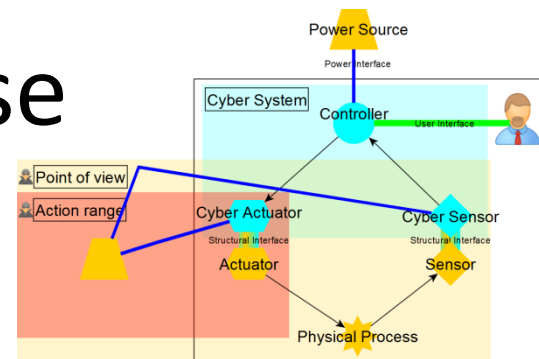 se
Power Source
Power Interface
Cyber System
Controller
User Interface
Point of view
Action range
Cyber Actuator
Cyber Sensor
Structural Interface
Structural Interface
Actuator
Sensor
Physical Process